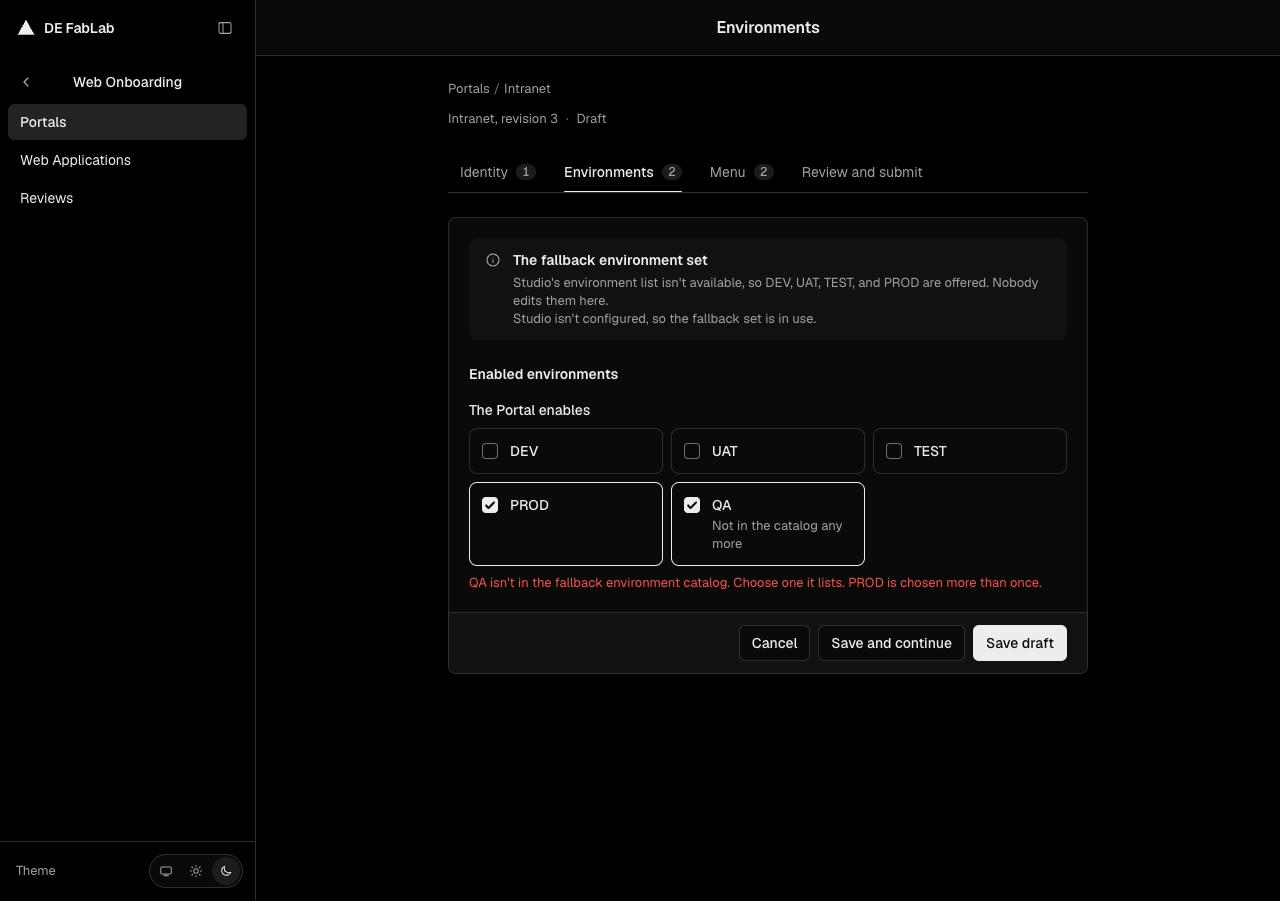 DE FabLab
Environments
Web Onboarding
Portals
Web Applications
Reviews
Portals / Intranet
Intranet, revision 3 · Draft
Identity 1
Environments 2
Menu 2
Review and submit
The fallback environment set
Studio's environment list isn't available, so DEV, UAT, TEST, and PROD are offered. Nobody
edits them here.
Studio isn't configured, so the fallback set is in use.
Enabled environments
The Portal enables
DEV
UAT
TEST
PROD
QA
Not in the catalog any
more
QA isn't in the fallback environment catalog. Choose one it lists. PROD is chosen more than once.
Cancel
Save and continue
Save draft
Theme